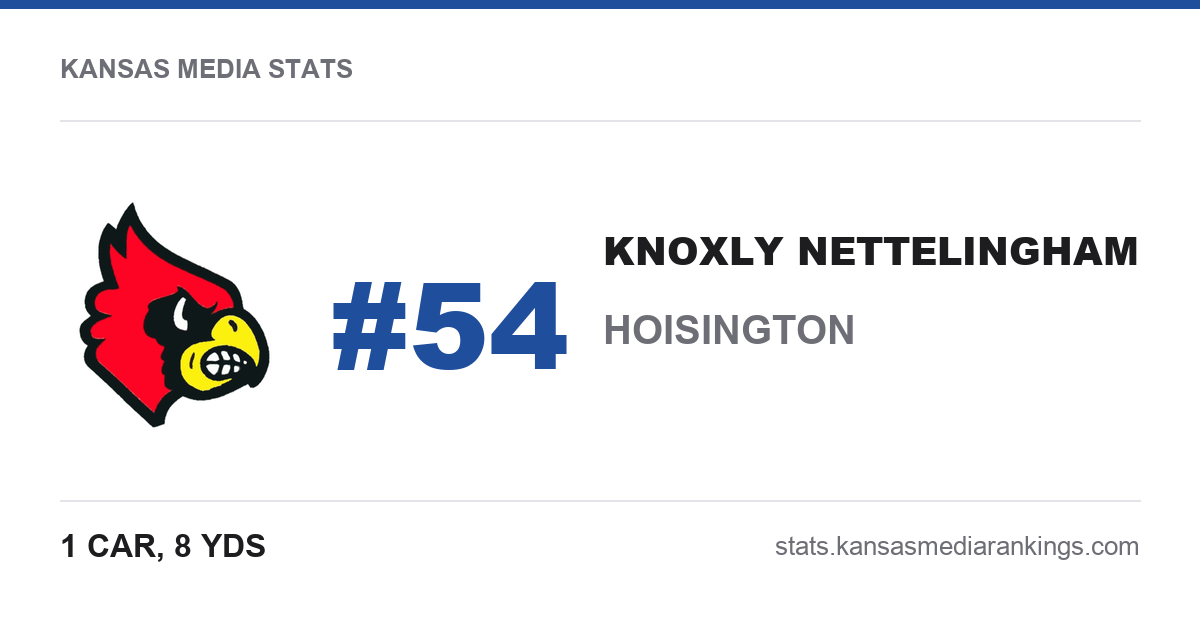 KANSAS MEDIA STATS
#54
KNOXLY NETTELINGHAM
HOISINGTON
1 CAR, 8 YDS
stats.kansasmediarankings.com